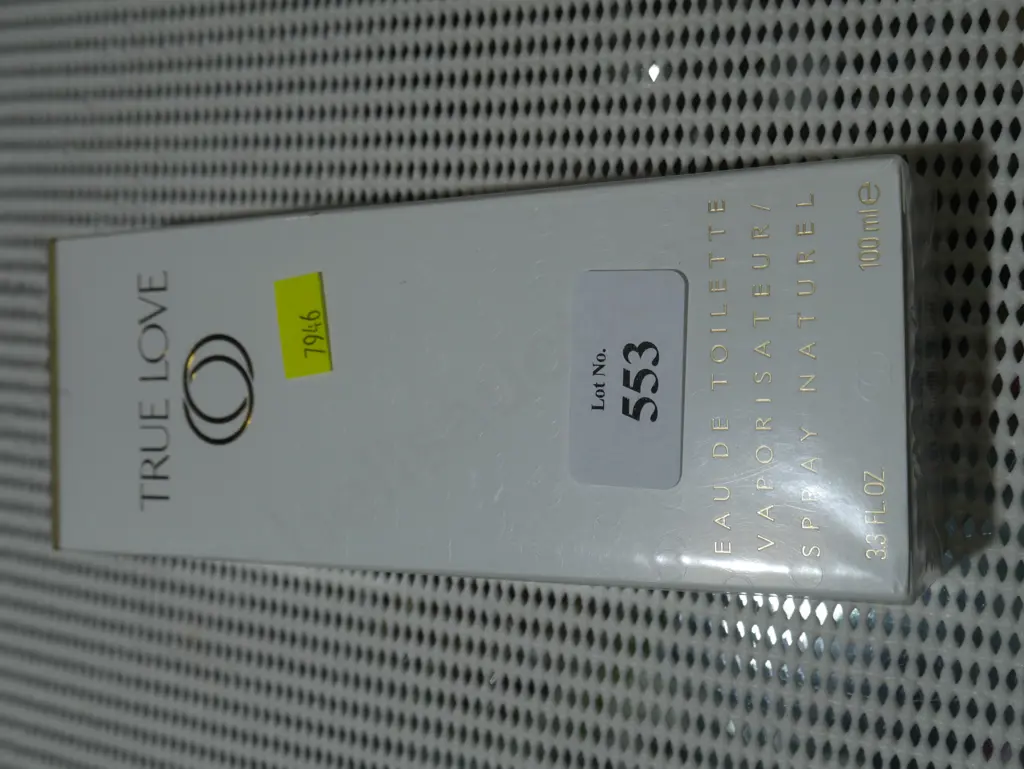 TRUE LOVE
7946
Lot No.
553
EAU DE TOILETTE
VAPORISATEUR/
SPRAY NATUREL
3.3 FL.OZ 100 ml e